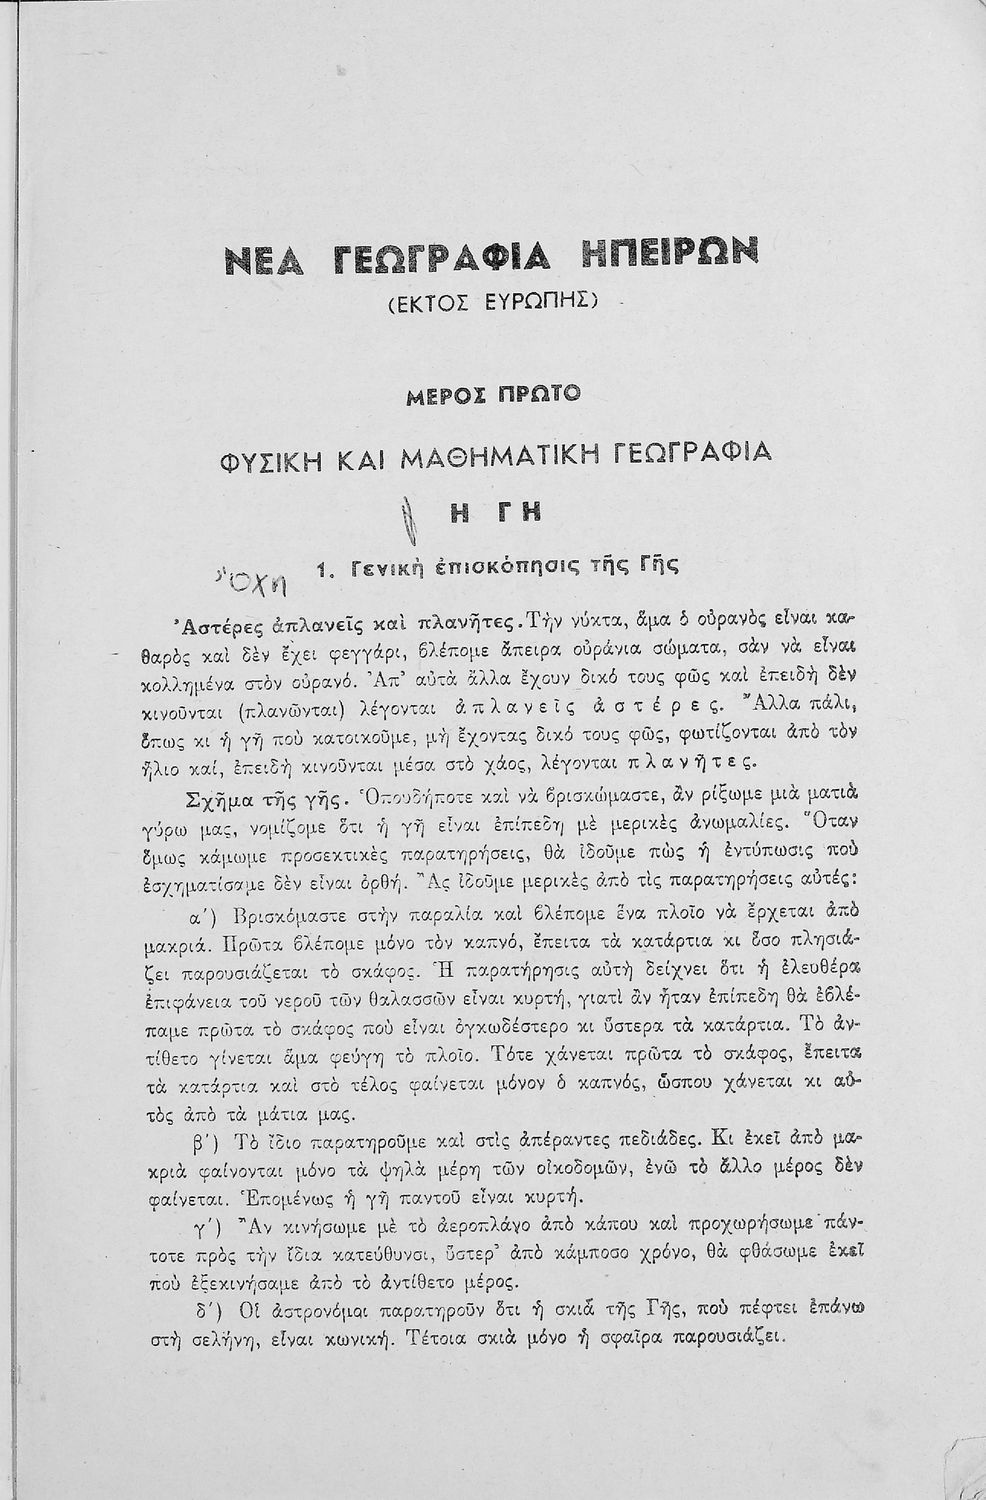 ΝΕΑ ΓΕΩΓΡΑΦΙΑ ΗΠΕΙΡΩΝ
(ΕΚΤΟΣ ΕΥΡΩΠΗΣ)
ΜΕΡΟΣ ΠΡΩΤΟ
ΦΥΣΙΚΗ ΚΑΙ ΜΑΘΗΜΑΤΙΚΗ ΓΕΩΓΡΑΦΙΑ
Η ΓΗ
Ὄχη
1. Γενικὴ ἐπισκόπησις τῆς Γῆς
Ἀστέρες ἀπλανεῖς καὶ πλανῆτες. Τὴν νύκτα, ἅμα ὁ οὐρανὸς εἶναι κα-
θαρὸς καὶ δὲν ἔχει φεγγάρι, βλέπομε ἄπειρα οὐράνια σώματα, σὰν νὰ εἶναι
κολλημένα στὸν οὐρανό. Ἀπ' αὐτὰ ἄλλα ἔχουν δικό τους φῶς καὶ ἐπειδὴ δὲν
κινοῦνται (πλανῶνται) λέγονται ἀπλανεῖς ἀστέρες. Ἄλλα πάλι,
ὅπως κι ἡ γῆ ποὺ κατοικοῦμε, μὴ ἔχοντας δικό τους φῶς, φωτίζονται ἀπὸ τὸν
ἥλιο καί, ἐπειδὴ κινοῦνται μέσα στὸ χάος, λέγονται πλανῆτες.
Σχῆμα τῆς γῆς. Ὁπουδήποτε καὶ νὰ βρισκώμαστε, ἂν ρίξωμε μιὰ ματιὰ
γύρω μας, νομίζομε ὅτι ἡ γῆ εἶναι ἐπίπεδη μὲ μερικὲς ἀνωμαλίες. Ὅταν
ὅμως κάμωμε προσεκτικὲς παρατηρήσεις, θὰ ἰδοῦμε πὼς ἡ ἐντύπωσις ποὺ
ἐσχηματίσαμε δὲν εἶναι ὀρθή. Ἂς ἰδοῦμε μερικὲς ἀπὸ τὶς παρατηρήσεις αὐτές:
α΄) Βρισκόμαστε στὴν παραλία καὶ βλέπομε ἕνα πλοῖο νὰ ἔρχεται ἀπὸ
μακριά. Πρῶτα βλέπομε μόνο τὸν καπνό, ἔπειτα τὰ κατάρτια κι ὅσο πλησιά-
ζει παρουσιάζεται τὸ σκάφος. Ἡ παρατήρησις αὐτὴ δείχνει ὅτι ἡ ἐλευθέρα
ἐπιφάνεια τοῦ νεροῦ τῶν θαλασσῶν εἶναι κυρτή, γιατὶ ἂν ἦταν ἐπίπεδη θὰ ἐβλέ-
παμε πρῶτα τὸ σκάφος ποὺ εἶναι ὀγκωδέστερο κι ὕστερα τὰ κατάρτια. Τὸ ἀν-
τίθετο γίνεται ἅμα φεύγη τὸ πλοῖο. Τότε χάνεται πρῶτα τὸ σκάφος, ἔπειτα
τὰ κατάρτια καὶ στὸ τέλος φαίνεται μόνον ὁ καπνός, ὥσπου χάνεται κι αὐ-
τὸς ἀπὸ τὰ μάτια μας.
β΄) Τὸ ἴδιο παρατηροῦμε καὶ στὶς ἀπέραντες πεδιάδες. Κι ἐκεῖ ἀπὸ μα-
κριὰ φαίνονται μόνο τὰ ψηλὰ μέρη τῶν οἰκοδομῶν, ἐνῶ τὸ ἄλλο μέρος δὲν
φαίνεται. Ἑπομένως ἡ γῆ παντοῦ εἶναι κυρτή.
γ΄) Ἂν κινήσωμε μὲ τὸ ἀεροπλάνο ἀπὸ κάπου καὶ προχωρήσωμε πάν-
τοτε πρὸς τὴν ἴδια κατεύθυνσι, ὕστερ' ἀπὸ κάμποσο χρόνο, θὰ φθάσωμε ἐκεῖ
ποὺ ἐξεκινήσαμε ἀπὸ τὸ ἀντίθετο μέρος.
δ΄) Οἱ ἀστρονόμοι παρατηροῦν ὅτι ἡ σκιὰ τῆς Γῆς, ποὺ πέφτει ἐπάνω
στὴ σελήνη, εἶναι κωνική. Τέτοια σκιὰ μόνο ἡ σφαῖρα παρουσιάζει.